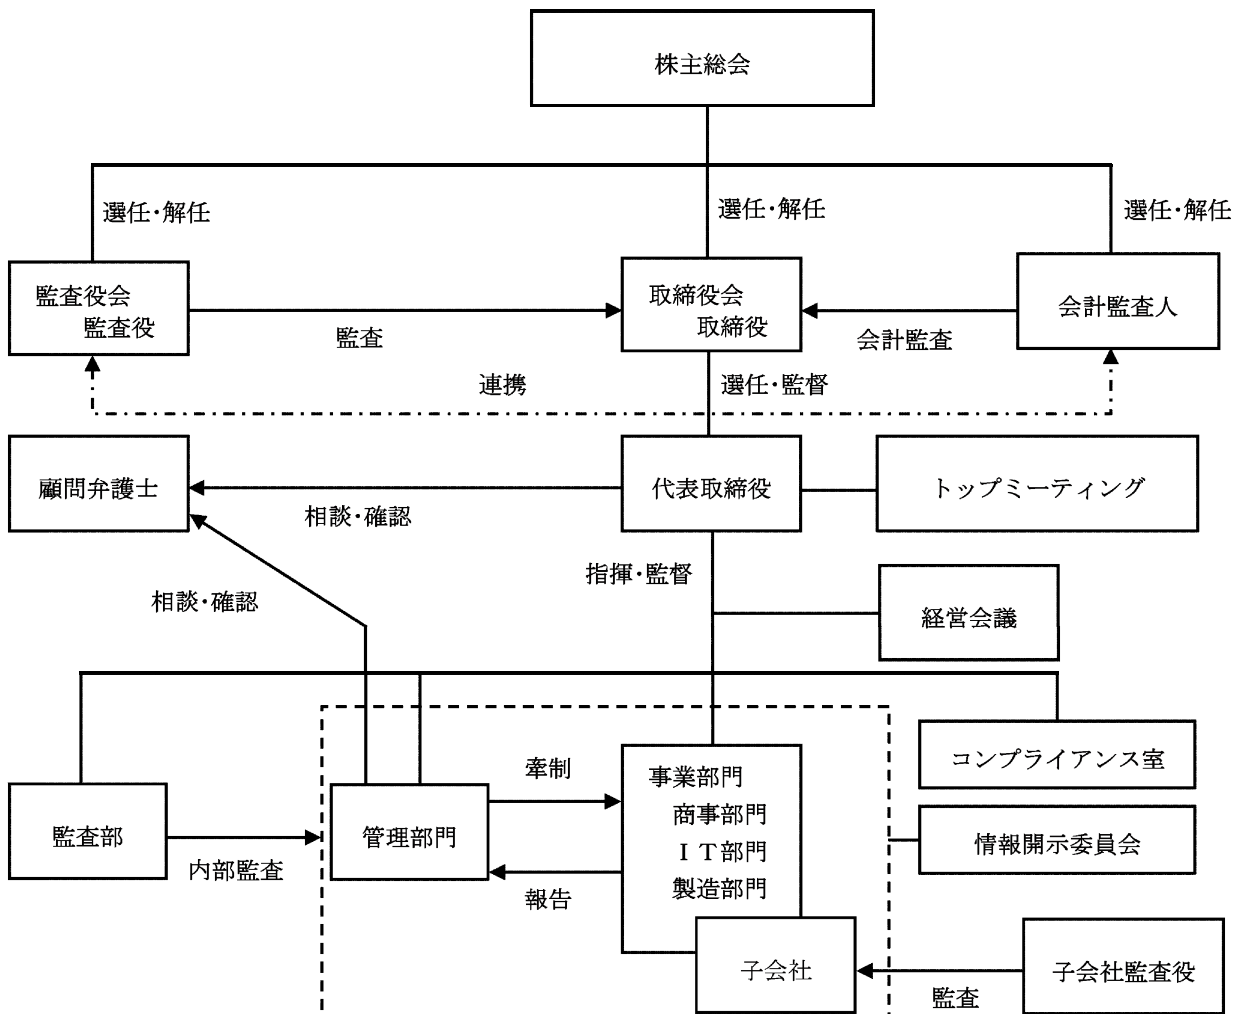 株主総会
選任・解任
選任・解任
選任・解任
監査役会
監査役
監査
取締役会
取締役
会計監査
会計監査人
連携
選任・監督
顧問弁護士
相談・確認
代表取締役
トップミーティング
指揮・監督
相談・確認
経営会議
コンプライアンス室
監査部
内部監査
管理部門
牽制
報告
事業部門
商事部門
ＩＴ部門
製造部門
情報開示委員会
子会社
監査
子会社監査役